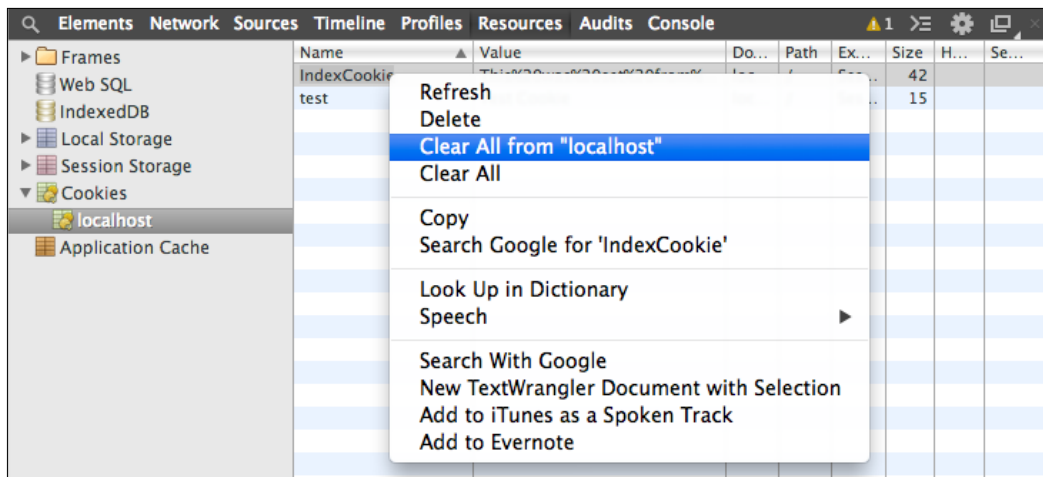 Elements Network Sources Timeline Profiles Resources Audits Console 1
Name Value Do... Path Ex... Size H... Se...
Frames
Web SQL
IndexedDB
Local Storage
Session Storage
Cookies
localhost
Application Cache
IndexCookie 42
test 15
Refresh
Delete
Clear All from "localhost"
Clear All
Copy
Search Google for 'IndexCookie'
Look Up in Dictionary
Speech
Search With Google
New TextWrangler Document with Selection
Add to iTunes as a Spoken Track
Add to Evernote